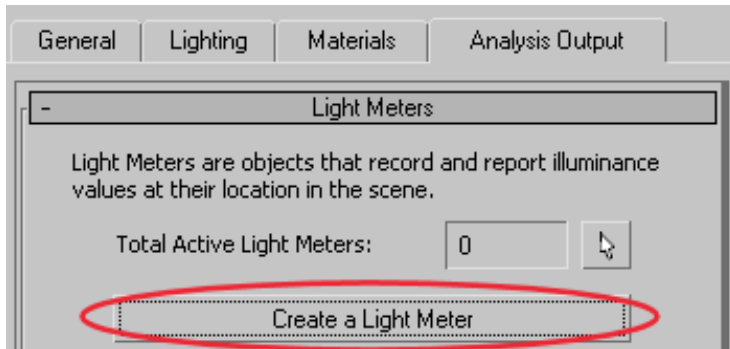 General Lighting Materials Analysis Output
- Light Meters
Light Meters are objects that record and report illuminance
values at their location in the scene.
Total Active Light Meters: 0
Create a Light Meter